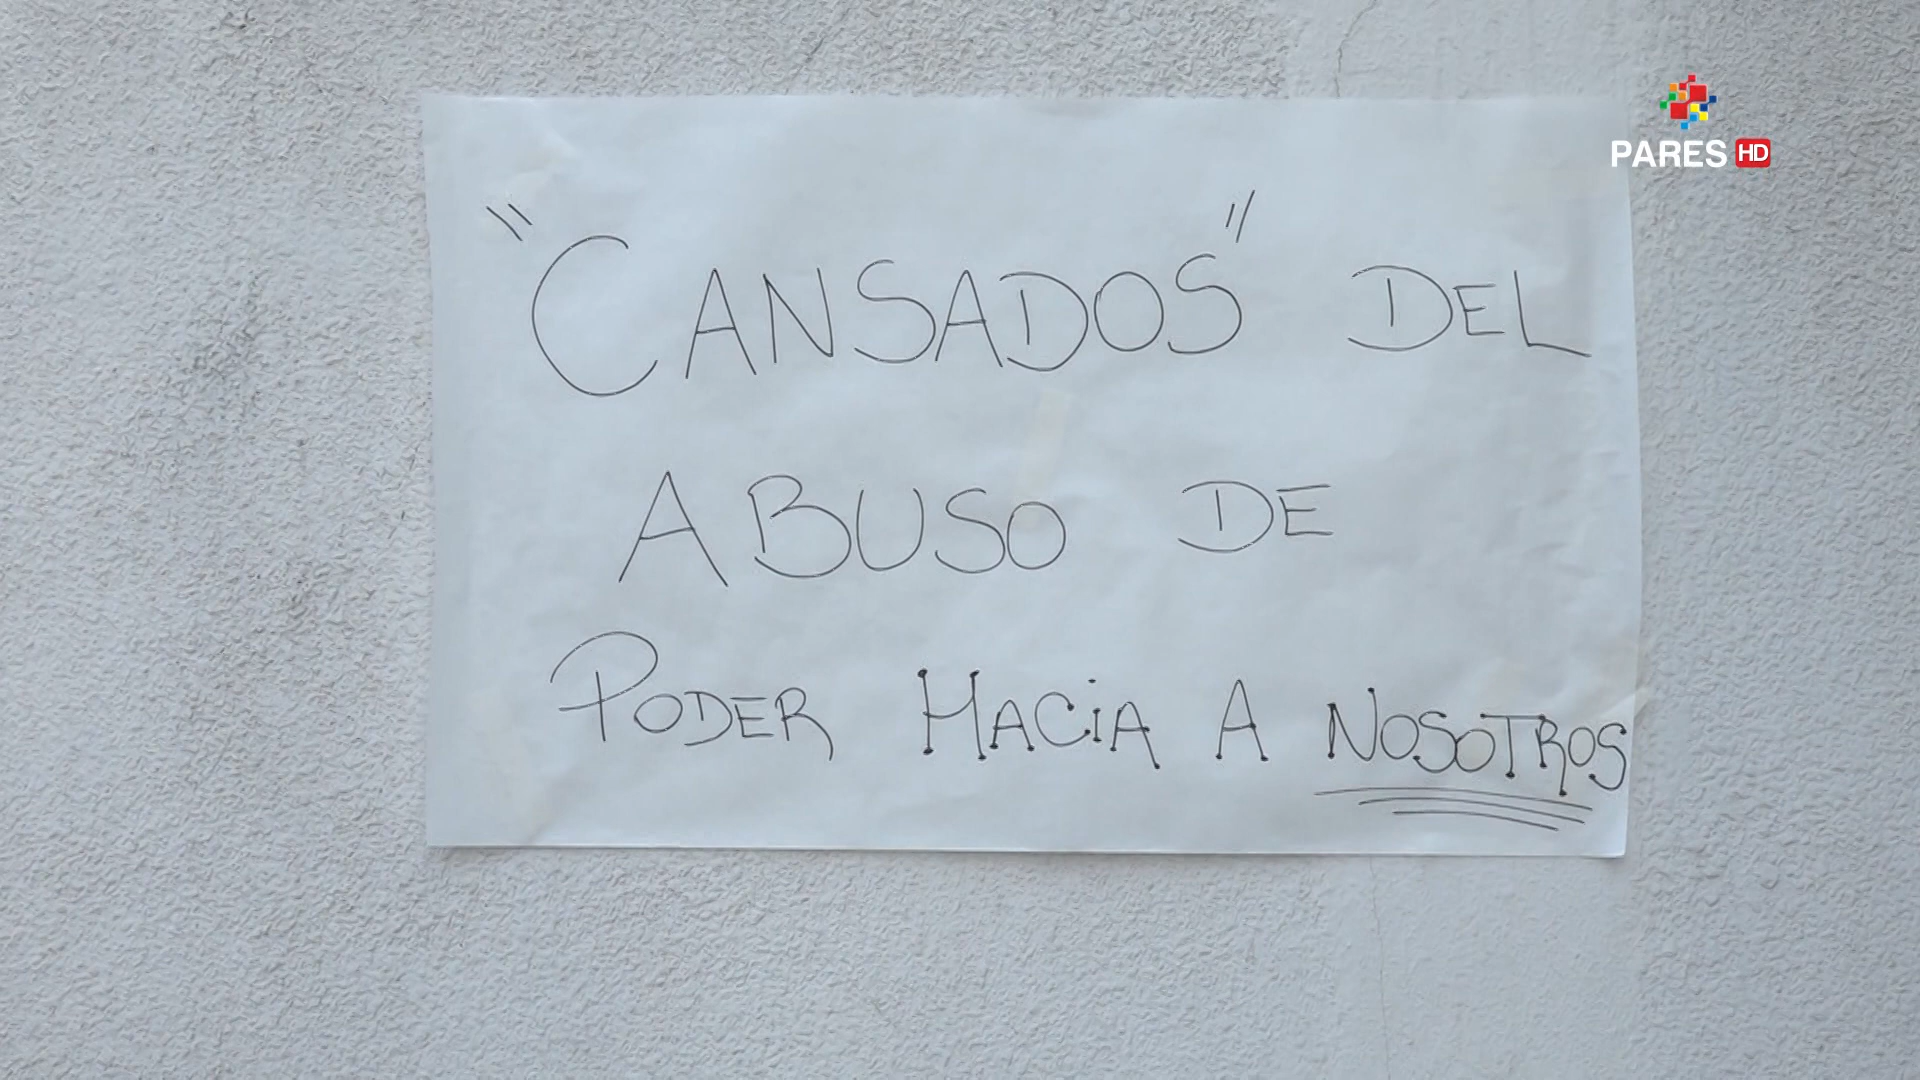 PARES HD
"CANSADOS" DEL
ABUSO DE
PODER HACiA A NOSOTROS